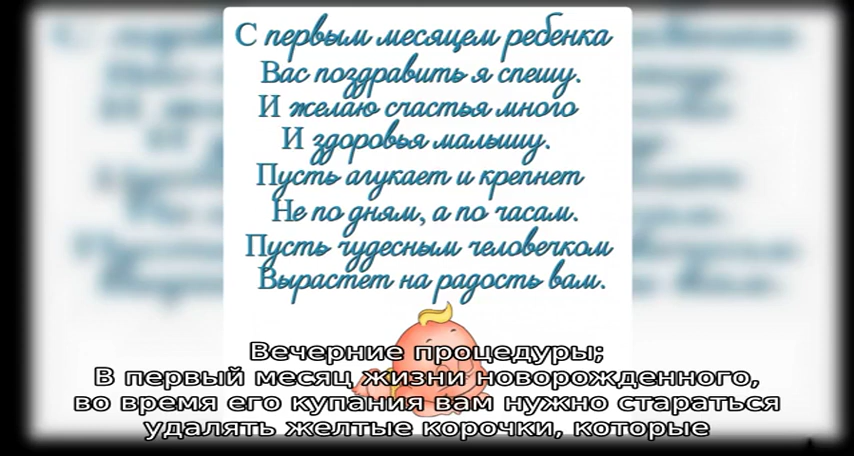 С первым месяцем ребенка
Вас поздравить я спешу.
И желаю счастья много
И здоровья малышу.
Пусть агукает и крепнет
Не по дням, а по часам.
Пусть чудесным человечком
Вырастет на радость вам.
Вечерние процедуры;
В первый месяц жизни новорожденного,
во время его купания вам нужно стараться
удалять желтые корочки, которые